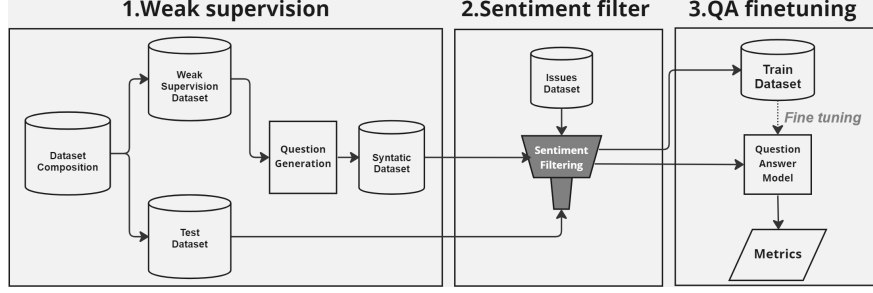 1.Weak supervision
2.Sentiment filter
3.QA finetuning
Weak
Supervision
Dataset
Dataset
Composition
Question
Generation
Syntatic
Dataset
Test
Dataset
Issues
Dataset
Sentiment
Filtering
Train
Dataset
Fine tuning
Question
Answer
Model
Metrics